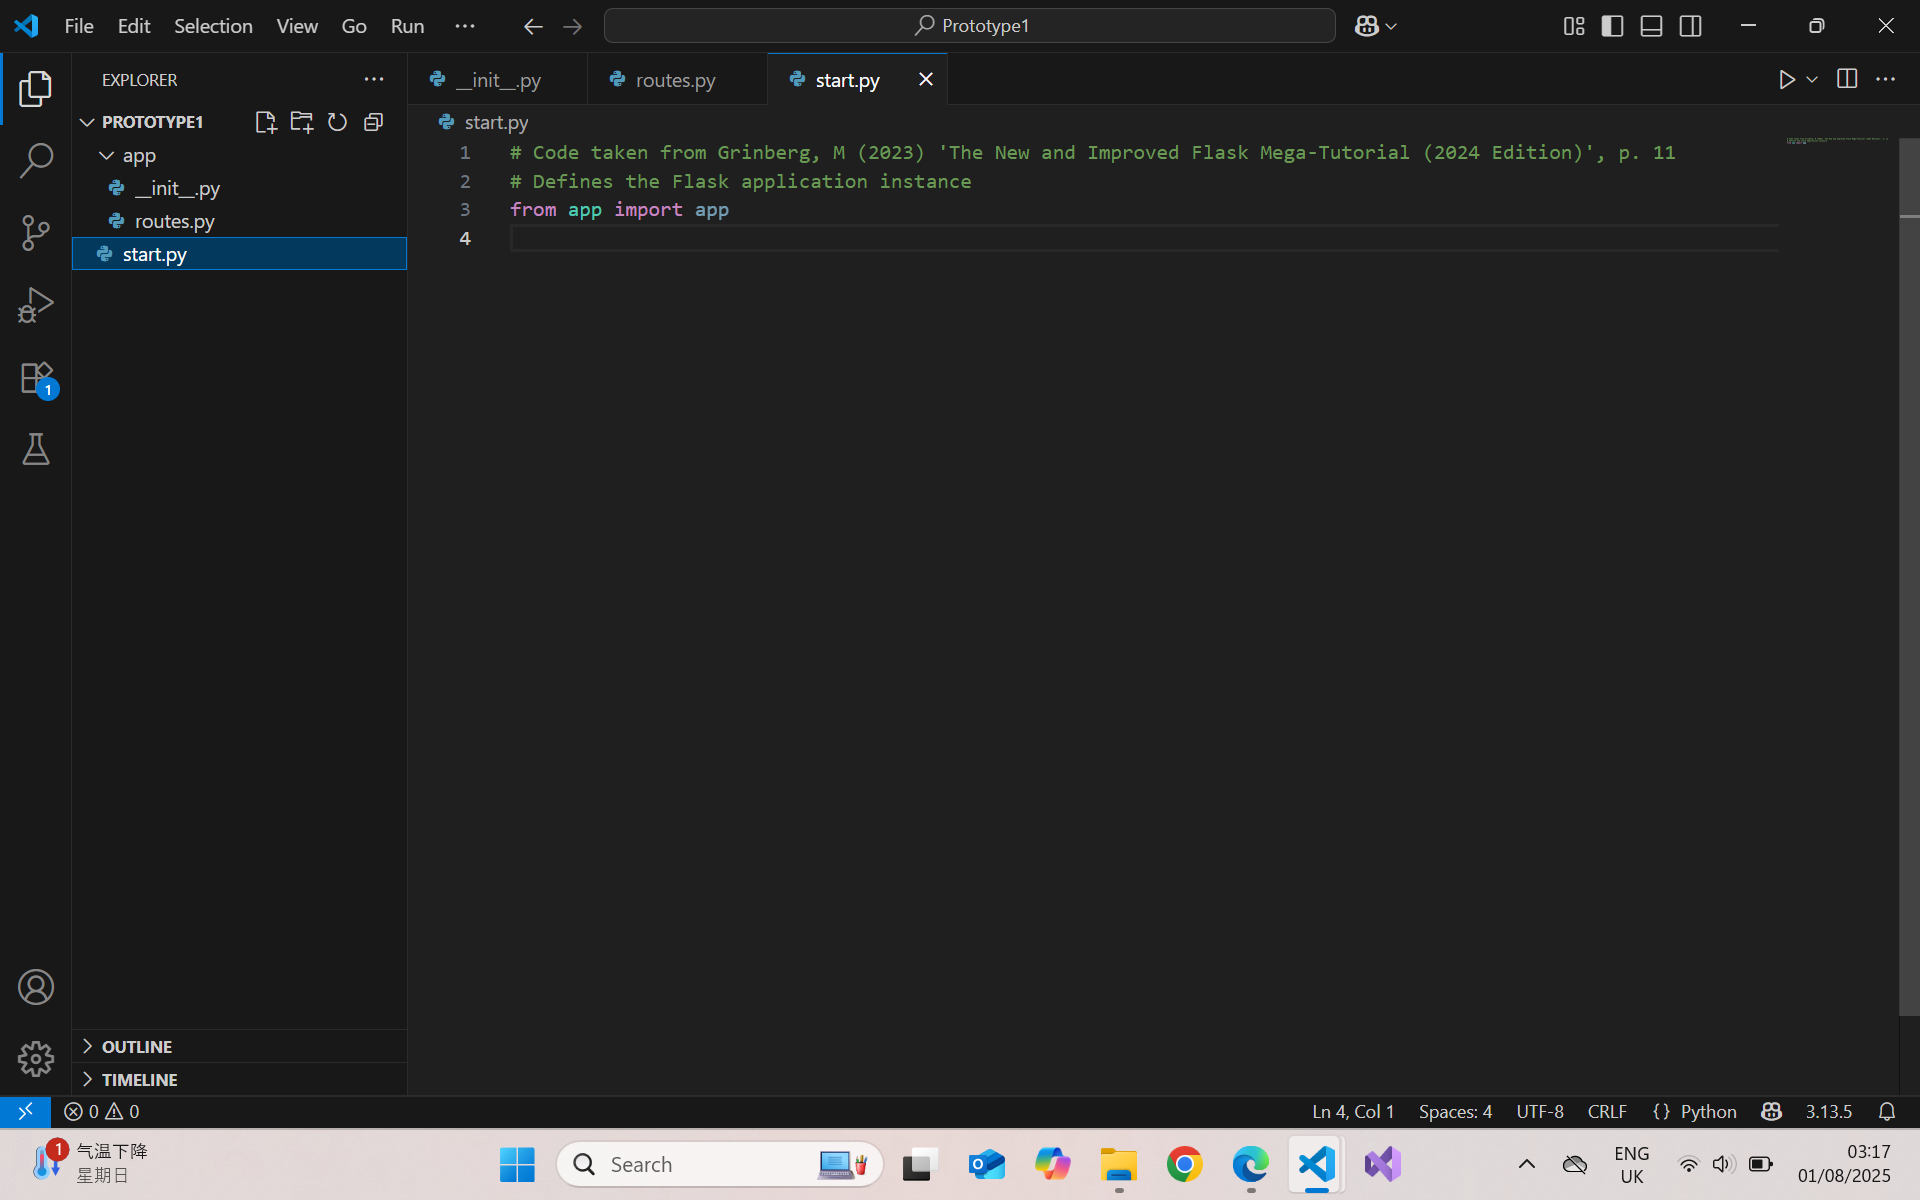 File Edit Selection View Go Run
Prototype1
EXPLORER
PROTOTYPE1
app
__init__.py
routes.py
start.py
OUTLINE
TIMELINE
__init__.py routes.py start.py
start.py
1 # Code taken from Grinberg, M (2023) 'The New and Improved Flask Mega-Tutorial (2024 Edition)', p. 11
2 # Defines the Flask application instance
3 from app import app
4
1
0 0
Ln 4, Col 1 Spaces: 4 UTF-8 CRLF {} Python 3.13.5
1
气温下降
星期日
Search
ENG
UK
03:17
01/08/2025